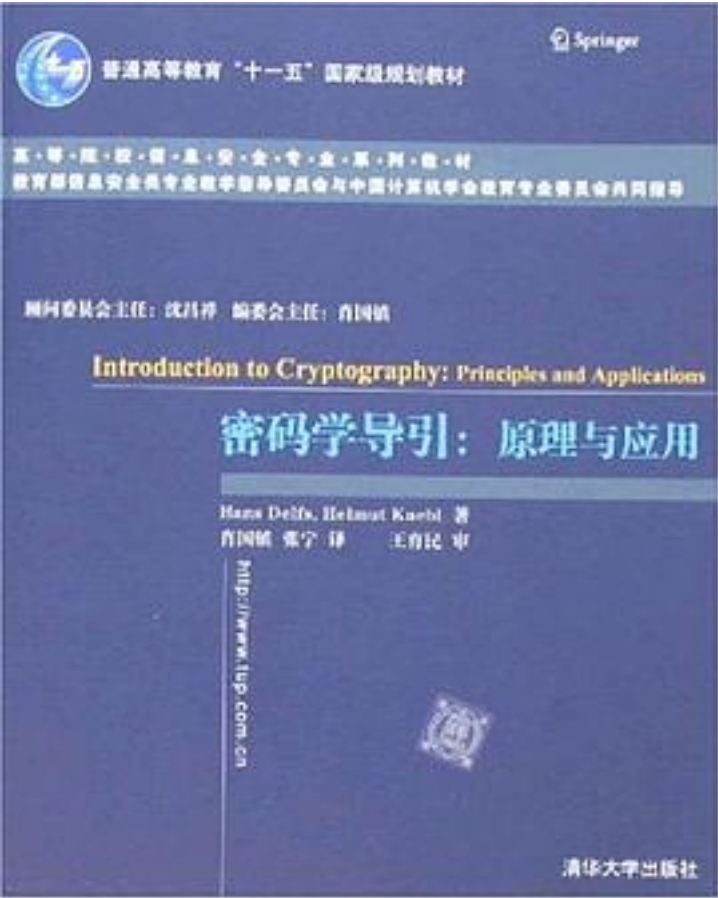 Springer
十一五
普通高等教育“十一五”国家级规划教材
高·等·院·校·信·息·安·全·专·业·系·列·教·材
教育部信息安全类专业教学指导委员会与中国计算机学会教育专业委员会共同指导
顾问委员会主任：沈昌祥 编委会主任：肖国镇
Introduction to Cryptography: Principles and Applications
密码学导引：原理与应用
Hans Delfs, Helmut Knebl 著
肖国镇 张宁 译 王育民 审
http://www.tup.com.cn
清华大学出版社